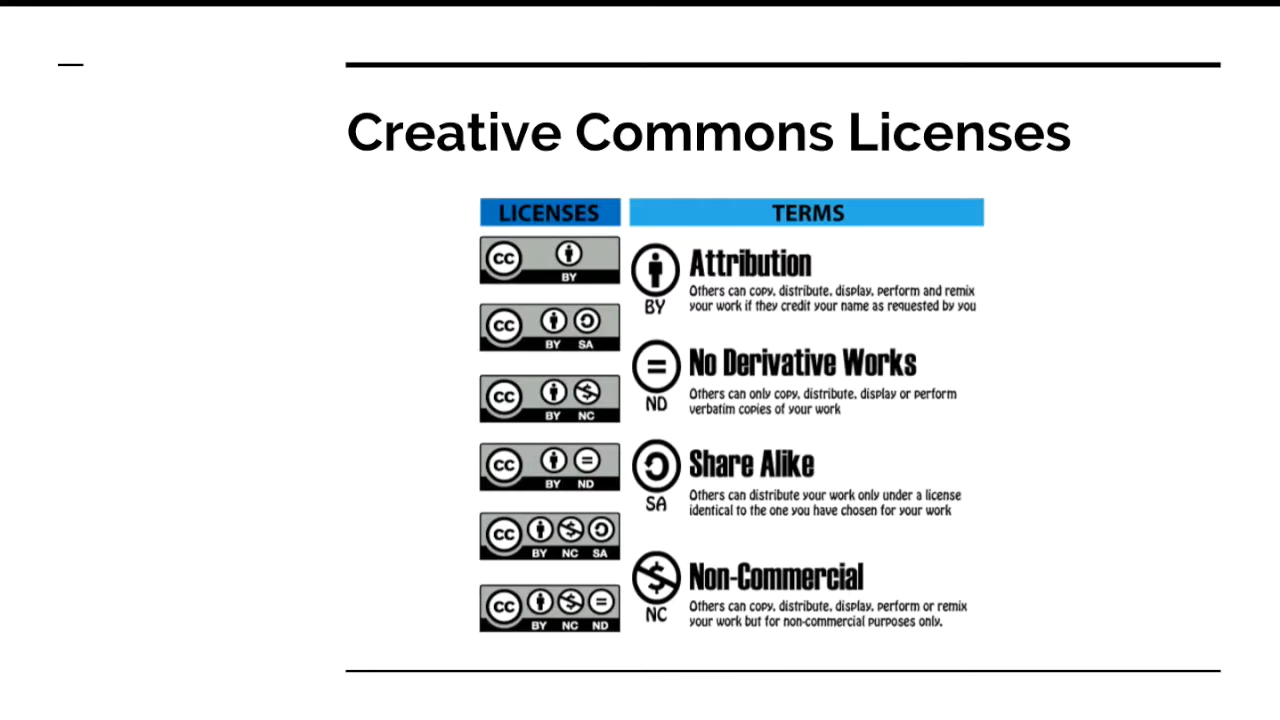 Creative Commons Licenses
LICENSES
cc
BY
cc
BY SA
cc
BY NC
cc
BY ND
cc
BY NC SA
cc
BY NC ND
TERMS
BY
Attribution
Others can copy, distribute, display, perform and remix
your work if they credit your name as requested by you
ND
No Derivative Works
Others can only copy, distribute, display or perform
verbatim copies of your work
SA
Share Alike
Others can distribute your work only under a license
identical to the one you have chosen for your work
NC
Non-Commercial
Others can copy, distribute, display, perform or remix
your work but for non-commercial purposes only.